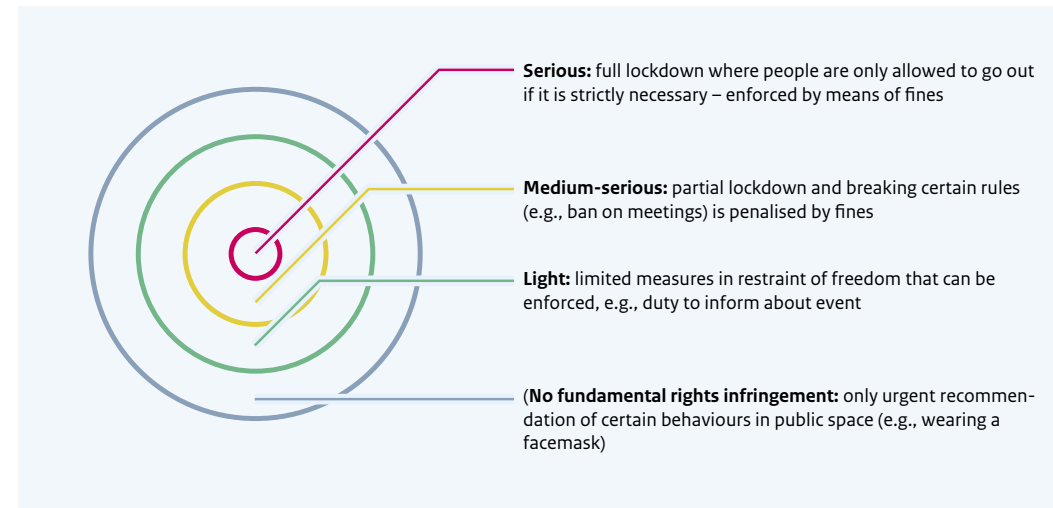 Serious: full lockdown where people are only allowed to go out
if it is strictly necessary – enforced by means of fines
Medium-serious: partial lockdown and breaking certain rules
(e.g., ban on meetings) is penalised by fines
Light: limited measures in restraint of freedom that can be
enforced, e.g., duty to inform about event
(No fundamental rights infringement: only urgent recommen-
dation of certain behaviours in public space (e.g., wearing a
facemask)